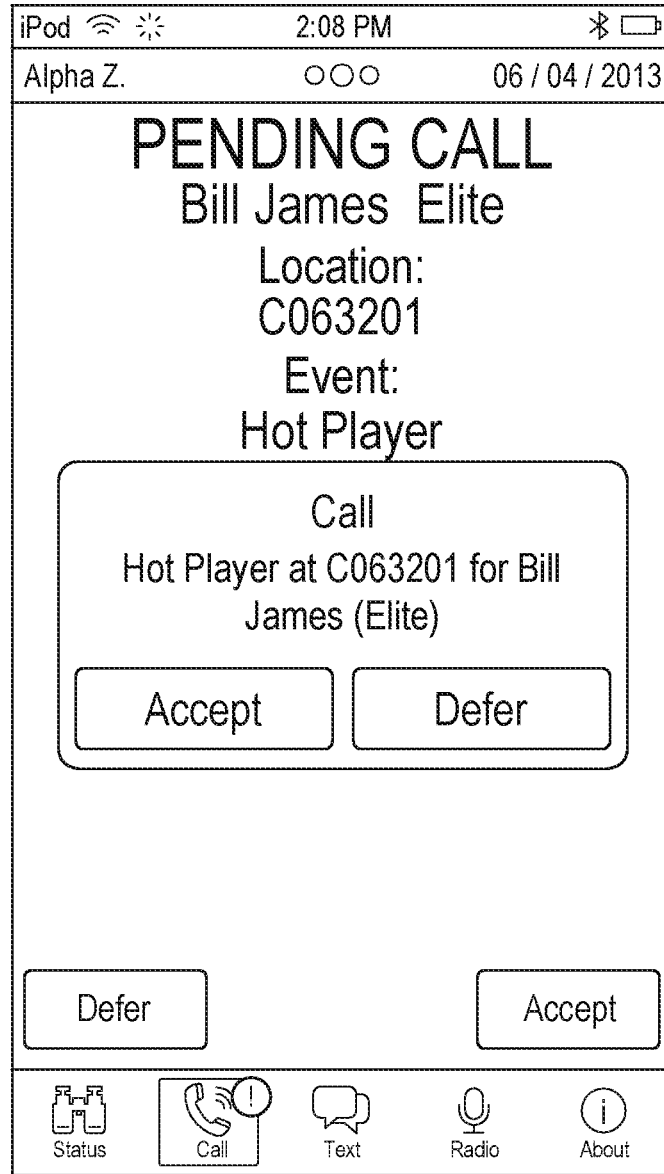 iPod 2:08 PM
Alpha Z. 06 / 04 / 2013
PENDING CALL
Bill James Elite
Location:
C063201
Event:
Hot Player
Call
Hot Player at C063201 for Bill
James (Elite)
Accept Defer
Defer Accept
Status Call Text Radio About